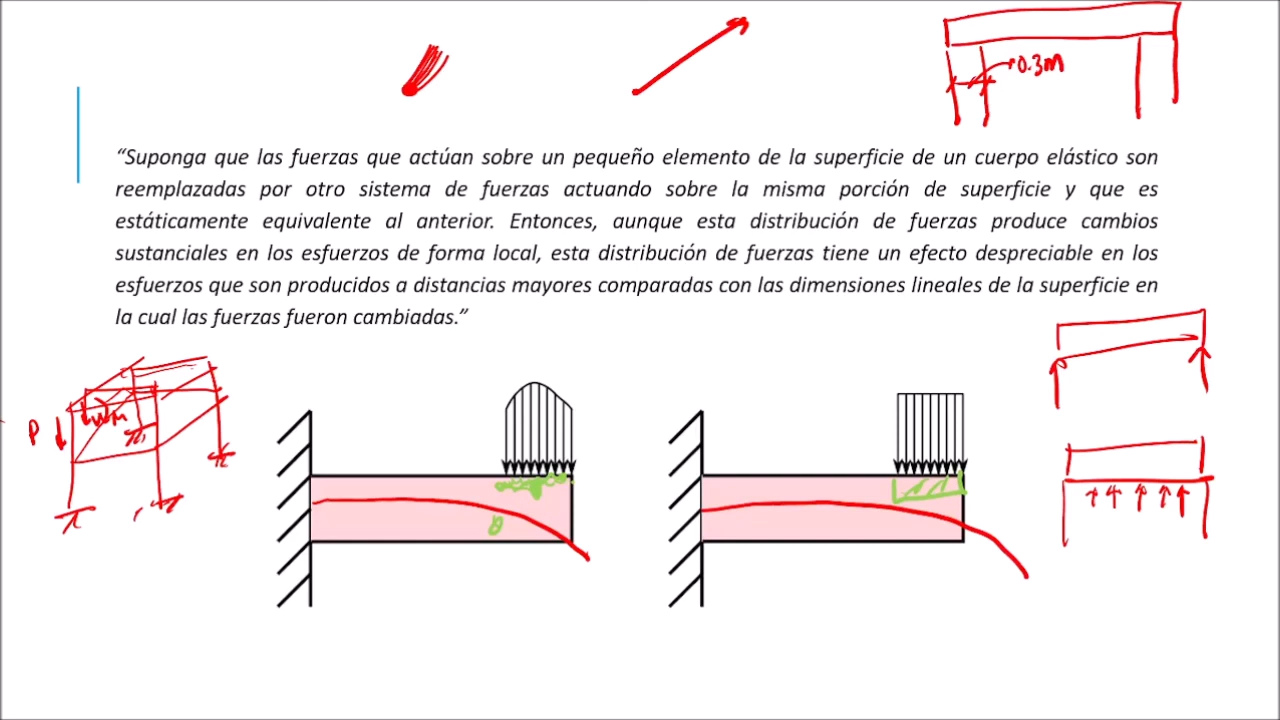 0.3m
“Suponga que las fuerzas que actúan sobre un pequeño elemento de la superficie de un cuerpo elástico son
reemplazadas por otro sistema de fuerzas actuando sobre la misma porción de superficie y que es
estáticamente equivalente al anterior. Entonces, aunque esta distribución de fuerzas produce cambios
sustanciales en los esfuerzos de forma local, esta distribución de fuerzas tiene un efecto despreciable en los
esfuerzos que son producidos a distancias mayores comparadas con las dimensiones lineales de la superficie en
la cual las fuerzas fueron cambiadas.”
P